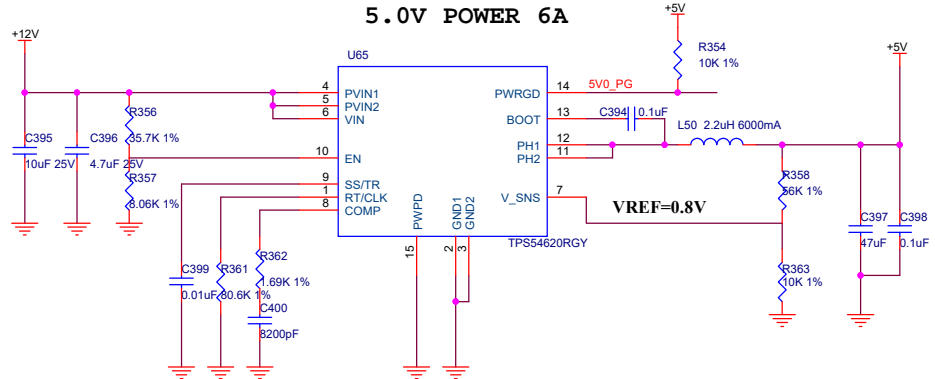 5.0V POWER 6A
+12V
+5V
+5V
U65
R354
10K 1%
5V0_PG
4
PVIN1
5
PVIN2
6
VIN
10
EN
9
SS/TR
1
RT/CLK
8
COMP
PWRGD
14
BOOT
13
PH1
12
PH2
11
V_SNS
7
PWPD
15
GND1
2
GND2
3
TPS54620RGY
C394
0.1uF
L50 2.2uH 6000mA
C395
10uF 25V
C396
4.7uF 25V
R356
35.7K 1%
R357
8.06K 1%
R358
56K 1%
VREF=0.8V
R363
10K 1%
C397
47uF
C398
0.1uF
C399
0.01uF
R361
80.6K 1%
R362
1.69K 1%
C400
8200pF